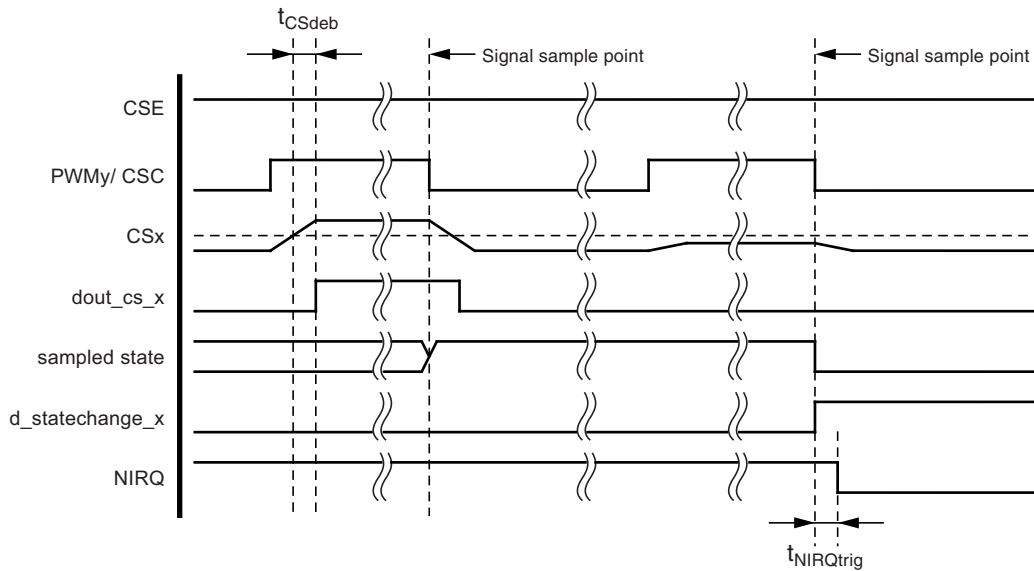 tCSdeb
Signal sample point
Signal sample point
CSE
PWMy/ CSC
CSx
dout_cs_x
sampled state
d_statechange_x
NIRQ
tNIRQtrig